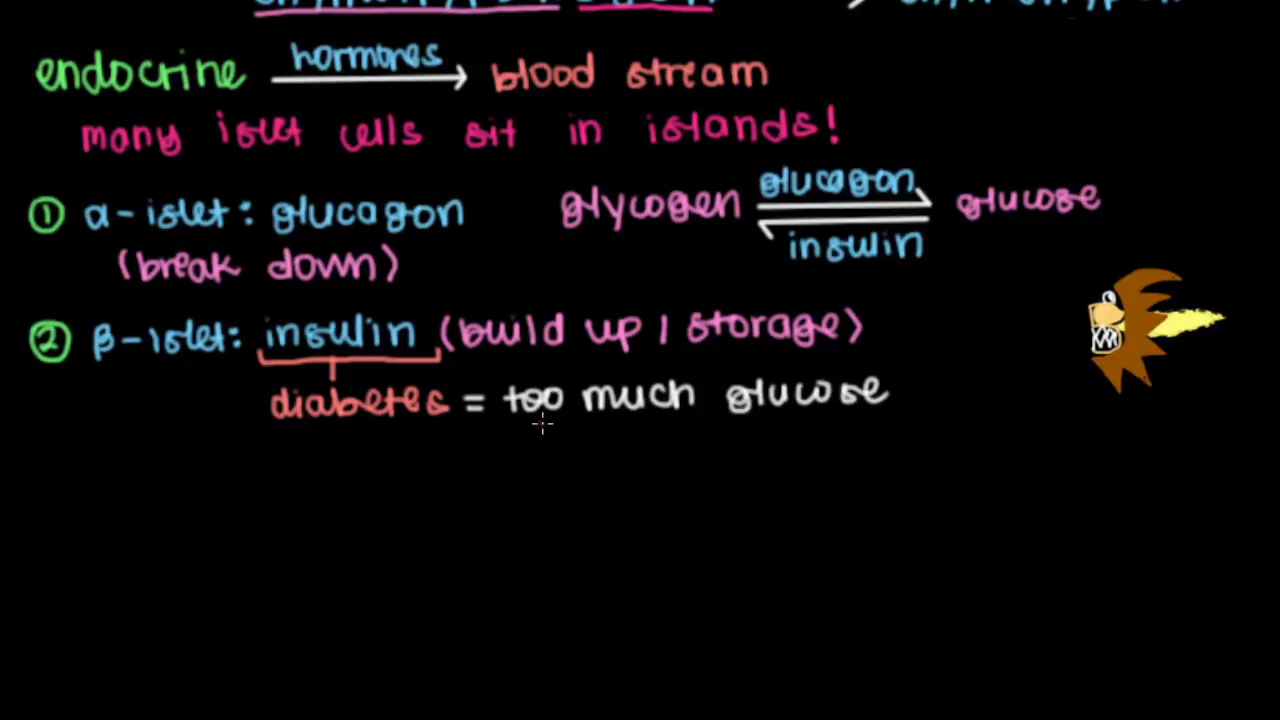 endocrine hormones → blood stream
many islet cells sit in islands!
① α-islet: glucagon
(break down)
glycogen glucagon ⇌ insulin glucose
② β-islet: insulin (build up / storage)
diabetes = too much glucose